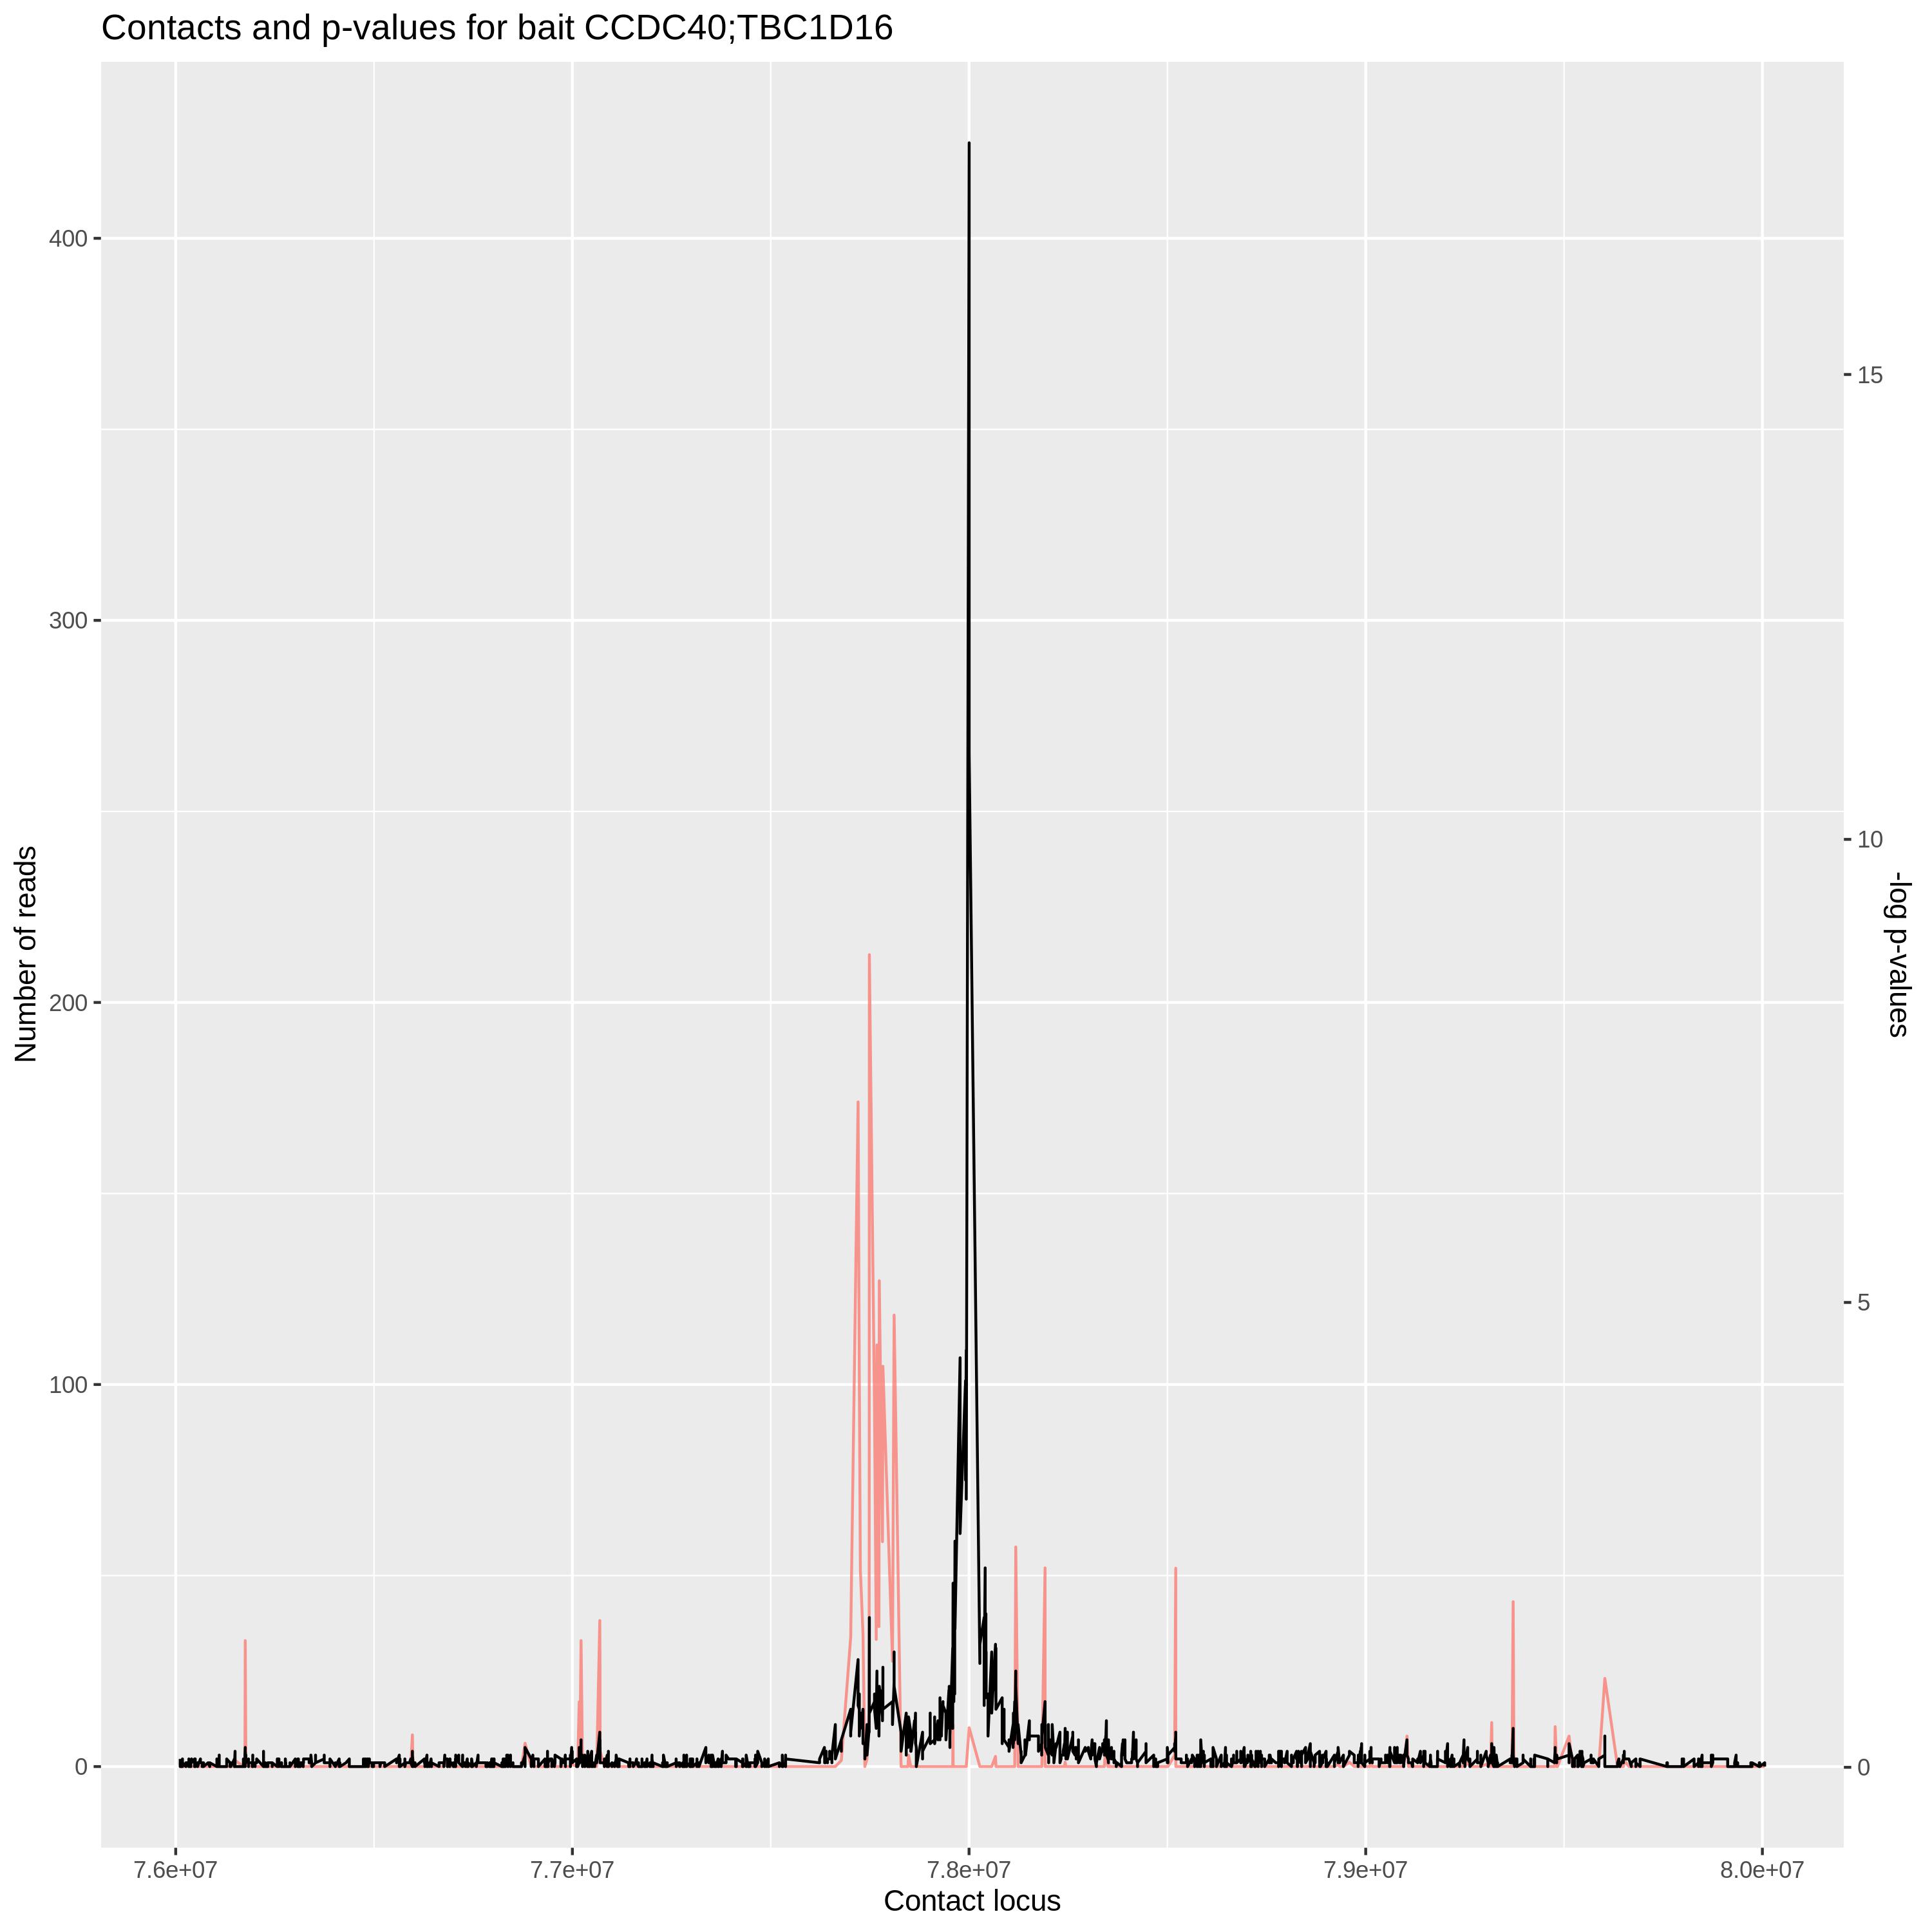 Contacts and p-values for bait CCDC40;TBC1D16
400
300
200
100
0
Number of reads
15
10
5
0
-log p-values
7.6e+07
7.7e+07
7.8e+07
7.9e+07
8.0e+07
Contact locus